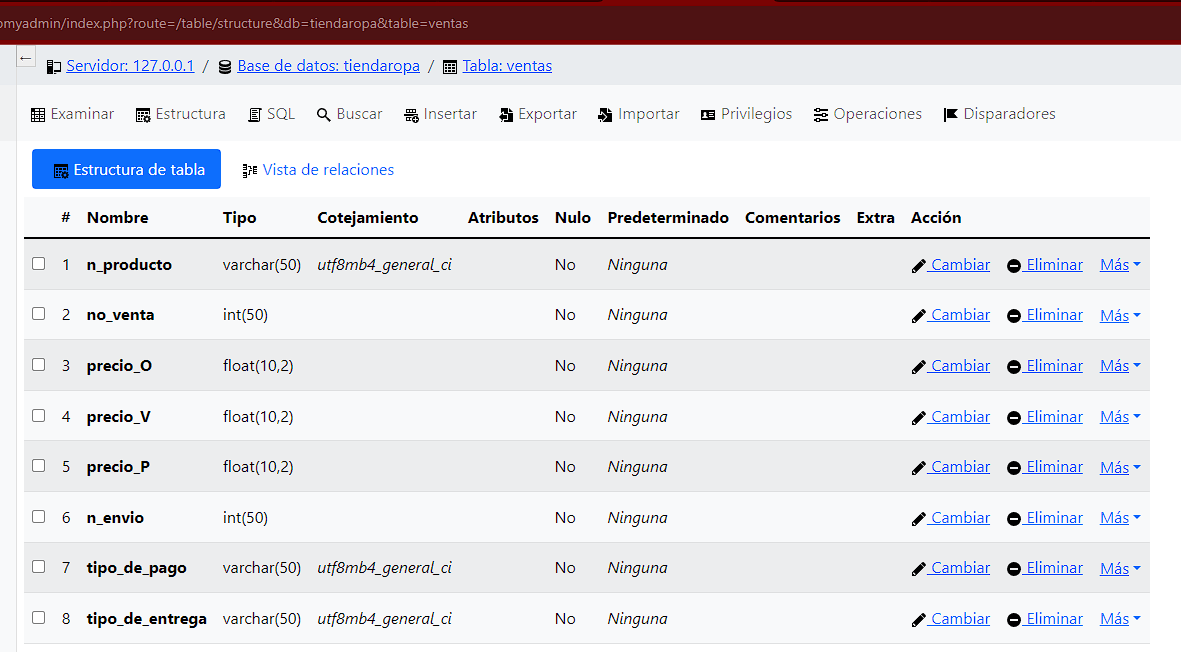 omyadmin/index.php?route=/table/structure&db=tiendaropa&table=ventas
← Servidor: 127.0.0.1 / Base de datos: tiendaropa / Tabla: ventas
Examinar Estructura SQL Buscar Insertar Exportar Importar Privilegios Operaciones Disparadores
Estructura de tabla Vista de relaciones
# Nombre Tipo Cotejamiento Atributos Nulo Predeterminado Comentarios Extra Acción
1 n_producto varchar(50) utf8mb4_general_ci No Ninguna Cambiar Eliminar Más
2 no_venta int(50) No Ninguna Cambiar Eliminar Más
3 precio_O float(10,2) No Ninguna Cambiar Eliminar Más
4 precio_V float(10,2) No Ninguna Cambiar Eliminar Más
5 precio_P float(10,2) No Ninguna Cambiar Eliminar Más
6 n_envio int(50) No Ninguna Cambiar Eliminar Más
7 tipo_de_pago varchar(50) utf8mb4_general_ci No Ninguna Cambiar Eliminar Más
8 tipo_de_entrega varchar(50) utf8mb4_general_ci No Ninguna Cambiar Eliminar Más